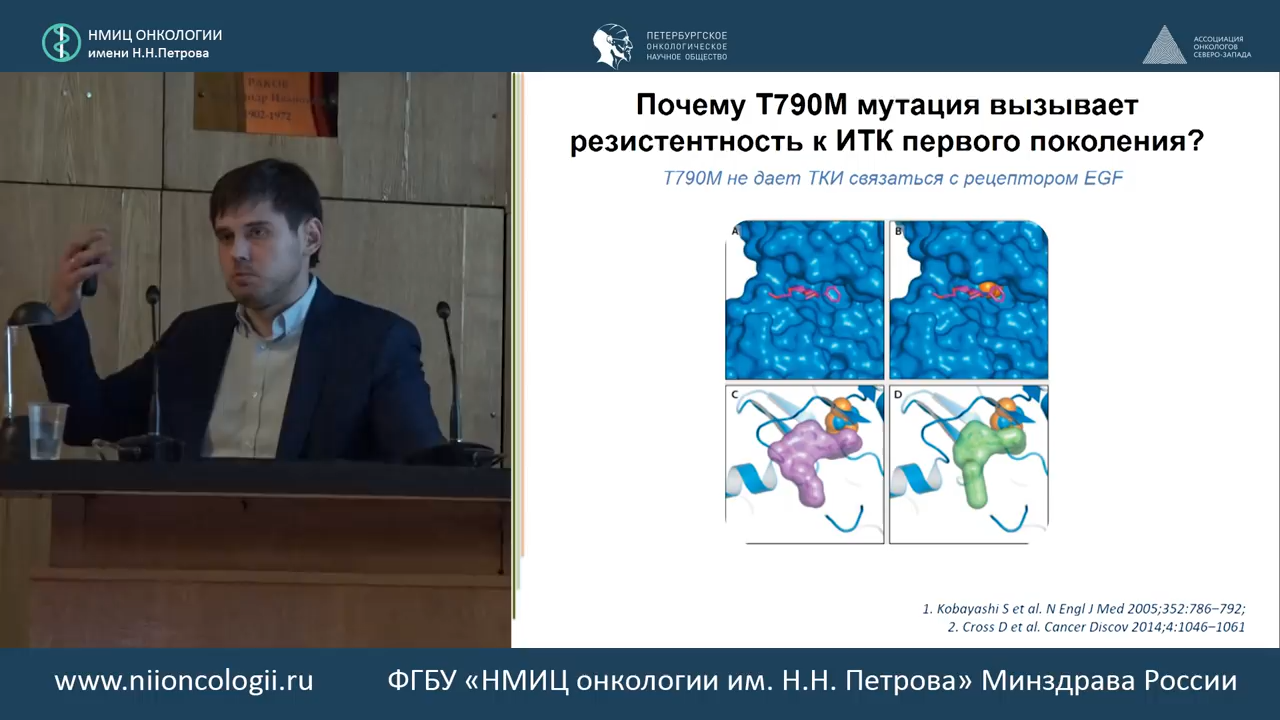 НМИЦ ОНКОЛОГИИ
имени Н.Н.Петрова
ПЕТЕРБУРГСКОЕ
ОНКОЛОГИЧЕСКОЕ
НАУЧНОЕ ОБЩЕСТВО
АССОЦИАЦИЯ
ОНКОЛОГОВ
СЕВЕРО-ЗАПАДА
РАКОВ
1902-1972
Почему T790M мутация вызывает
резистентность к ИТК первого поколения?
T790M не дает ТКИ связаться с рецептором EGF
A
B
C
D
1. Kobayashi S et al. N Engl J Med 2005;352:786–792;
2. Cross D et al. Cancer Discov 2014;4:1046–1061
www.niioncologii.ru
ФГБУ «НМИЦ онкологии им. Н.Н. Петрова» Минздрава России